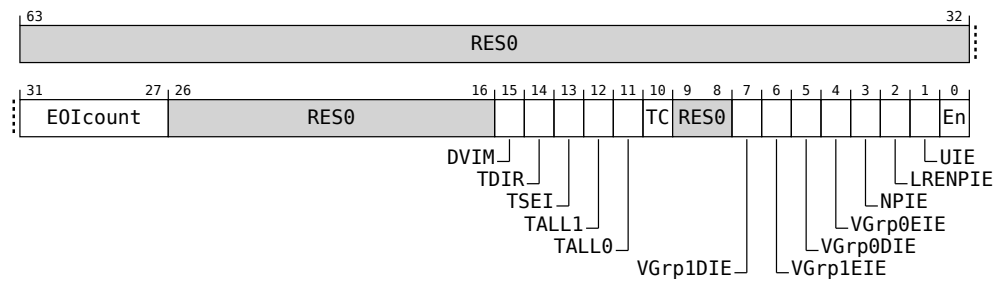 63 32
RES0
31 27 26 16 15 14 13 12 11 10 9 8 7 6 5 4 3 2 1 0
EOIcount RES0 TC RES0 En
DVIM UIE
TDIR LRENPIE
TSEI NPIE
TALL1 VGrp0EIE
TALL0 VGrp0DIE
VGrp1DIE VGrp1EIE